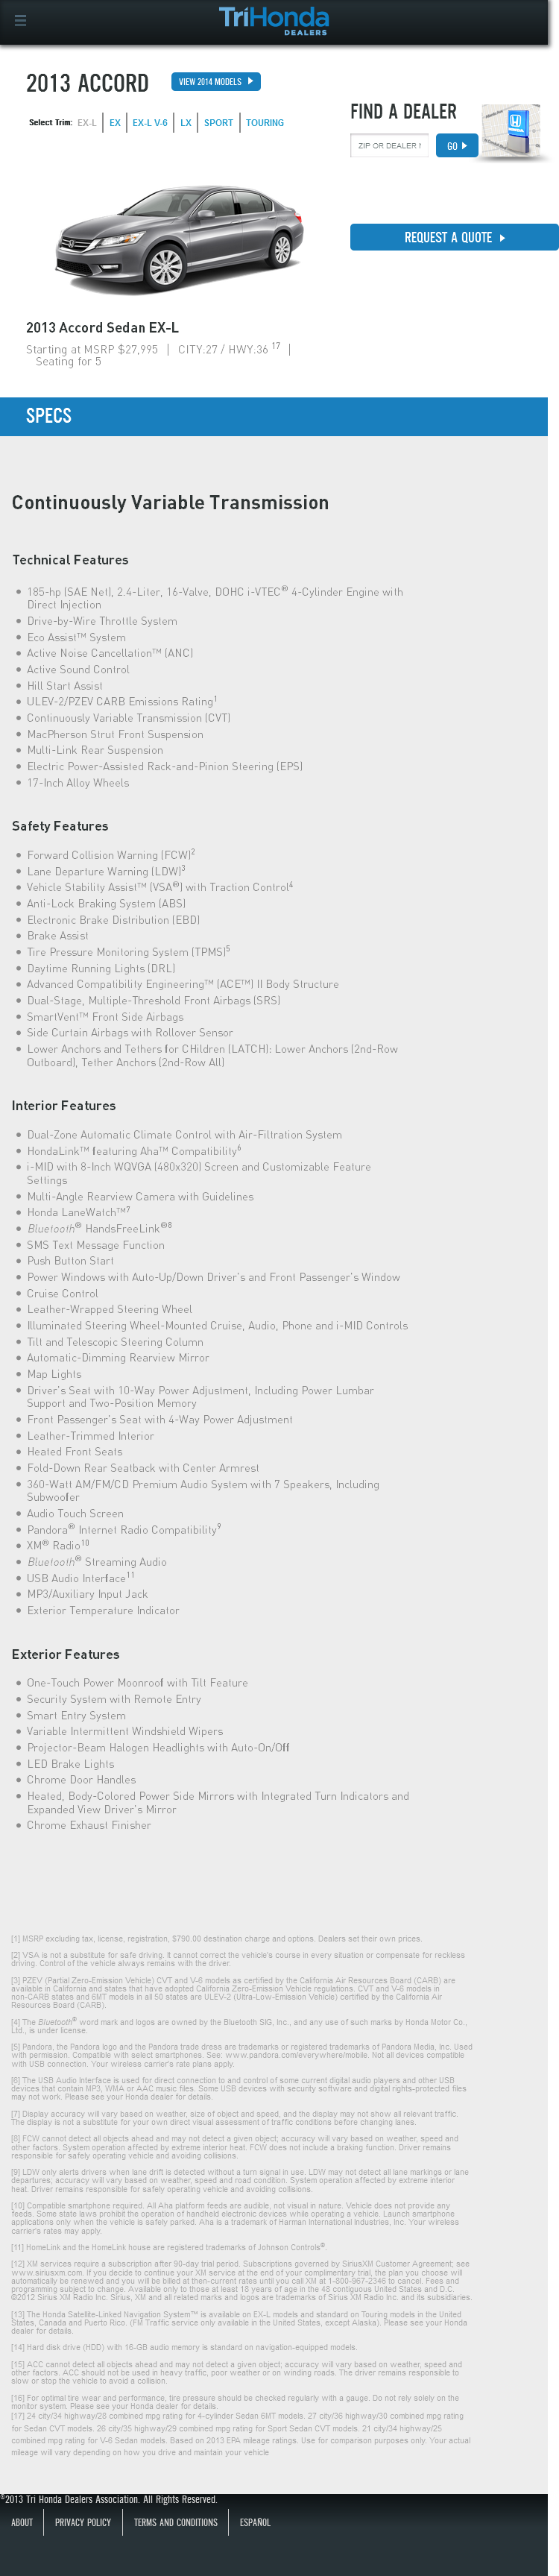 TriHonda
DEALERS
2013 ACCORD
VIEW 2014 MODELS
Select Trim: EX-L EX EX-L V-6 LX SPORT TOURING
FIND A DEALER
ZIP OR DEALER
GO
REQUEST A QUOTE
2013 Accord Sedan EX-L
Starting at MSRP $27,995 | CITY.27 / HWY.36 17 |
Seating for 5
SPECS
Continuously Variable Transmission
Technical Features
185-hp (SAE Net), 2.4-Liter, 16-Valve, DOHC i-VTEC® 4-Cylinder Engine with
Direct Injection
Drive-by-Wire Throttle System
Eco Assist™ System
Active Noise Cancellation™ (ANC)
Active Sound Control
Hill Start Assist
ULEV-2/PZEV CARB Emissions Rating1
Continuously Variable Transmission (CVT)
MacPherson Strut Front Suspension
Multi-Link Rear Suspension
Electric Power-Assisted Rack-and-Pinion Steering (EPS)
17-Inch Alloy Wheels
Safety Features
Forward Collision Warning (FCW)2
Lane Departure Warning (LDW)3
Vehicle Stability Assist™ (VSA®) with Traction Control4
Anti-Lock Braking System (ABS)
Electronic Brake Distribution (EBD)
Brake Assist
Tire Pressure Monitoring System (TPMS)5
Daytime Running Lights (DRL)
Advanced Compatibility Engineering™ (ACE™) II Body Structure
Dual-Stage, Multiple-Threshold Front Airbags (SRS)
SmartVent™ Front Side Airbags
Side Curtain Airbags with Rollover Sensor
Lower Anchors and Tethers for CHildren (LATCH): Lower Anchors (2nd-Row
Outboard), Tether Anchors (2nd-Row All)
Interior Features
Dual-Zone Automatic Climate Control with Air-Filtration System
HondaLink™ featuring Aha™ Compatibility6
i-MID with 8-Inch WQVGA (480x320) Screen and Customizable Feature
Settings
Multi-Angle Rearview Camera with Guidelines
Honda LaneWatch™7
Bluetooth® HandsFreeLink®8
SMS Text Message Function
Push Button Start
Power Windows with Auto-Up/Down Driver's and Front Passenger's Window
Cruise Control
Leather-Wrapped Steering Wheel
Illuminated Steering Wheel-Mounted Cruise, Audio, Phone and i-MID Controls
Tilt and Telescopic Steering Column
Automatic-Dimming Rearview Mirror
Map Lights
Driver's Seat with 10-Way Power Adjustment, Including Power Lumbar
Support and Two-Position Memory
Front Passenger's Seat with 4-Way Power Adjustment
Leather-Trimmed Interior
Heated Front Seats
Fold-Down Rear Seatback with Center Armrest
360-Watt AM/FM/CD Premium Audio System with 7 Speakers, Including
Subwoofer
Audio Touch Screen
Pandora® Internet Radio Compatibility9
XM® Radio10
Bluetooth® Streaming Audio
USB Audio Interface11
MP3/Auxiliary Input Jack
Exterior Temperature Indicator
Exterior Features
One-Touch Power Moonroof with Tilt Feature
Security System with Remote Entry
Smart Entry System
Variable Intermittent Windshield Wipers
Projector-Beam Halogen Headlights with Auto-On/Off
LED Brake Lights
Chrome Door Handles
Heated, Body-Colored Power Side Mirrors with Integrated Turn Indicators and
Expanded View Driver's Mirror
Chrome Exhaust Finisher
[1] MSRP excluding tax, license, registration, $790.00 destination charge and options. Dealers set their own prices.
[2] VSA is not a substitute for safe driving. It cannot correct the vehicle's course in every situation or compensate for reckless
driving. Control of the vehicle always remains with the driver.
[3] PZEV (Partial Zero-Emission Vehicle) CVT and V-6 models as certified by the California Air Resources Board (CARB) are
available in California and states that have adopted California Zero-Emission Vehicle regulations. CVT and V-6 models in
non-CARB states and 6MT models in all 50 states are ULEV-2 (Ultra-Low-Emission Vehicle) certified by the California Air
Resources Board (CARB).
[4] The Bluetooth® word mark and logos are owned by the Bluetooth SIG, Inc., and any use of such marks by Honda Motor Co.,
Ltd., is under license.
[5] Pandora, the Pandora logo and the Pandora trade dress are trademarks or registered trademarks of Pandora Media, Inc. Used
with permission. Compatible with select smartphones. See: www.pandora.com/everywhere/mobile. Not all devices compatible
with USB connection. Your wireless carrier's rate plans apply.
[6] The USB Audio Interface is used for direct connection to and control of some current digital audio players and other USB
devices that contain MP3, WMA or AAC music files. Some USB devices with security software and digital rights-protected files
may not work. Please see your Honda dealer for details.
[7] Display accuracy will vary based on weather, size of object and speed, and the display may not show all relevant traffic.
The display is not a substitute for your own direct visual assessment of traffic conditions before changing lanes.
[8] FCW cannot detect all objects ahead and may not detect a given object; accuracy will vary based on weather, speed and
other factors. System operation affected by extreme interior heat. FCW does not include a braking function. Driver remains
responsible for safely operating vehicle and avoiding collisions.
[9] LDW only alerts drivers when lane drift is detected without a turn signal in use. LDW may not detect all lane markings or lane
departures; accuracy will vary based on weather, speed and road condition. System operation affected by extreme interior
heat. Driver remains responsible for safely operating vehicle and avoiding collisions.
[10] Compatible smartphone required. All Aha platform feeds are audible, not visual in nature. Vehicle does not provide any
feeds. Some state laws prohibit the operation of handheld electronic devices while operating a vehicle. Launch smartphone
applications only when the vehicle is safely parked. Aha is a trademark of Harman International Industries, Inc. Your wireless
carrier's rates may apply.
[11] HomeLink and the HomeLink house are registered trademarks of Johnson Controls®
[12] XM services require a subscription after 90-day trial period. Subscriptions governed by SiriusXM Customer Agreement; see
www.siriusxm.com. If you decide to continue your XM service at the end of your complimentary trial, the plan you choose will
automatically be renewed and you will be billed at then-current rates until you call XM at 1-800-967-2346 to cancel. Fees and
programming subject to change. Available only to those at least 18 years of age in the 48 contiguous United States and D.C.
©2012 Sirius XM Radio Inc. Sirius, XM and all related marks and logos are trademarks of Sirius XM Radio Inc. and its subsidiaries.
[13] The Honda Satellite-Linked Navigation System™ is available on EX-L models and standard on Touring models in the United
States, Canada and Puerto Rico. (FM Traffic service only available in the United States, except Alaska). Please see your Honda
dealer for details.
[14] Hard disk drive (HDD) with 16-GB audio memory is standard on navigation-equipped models.
[15] ACC cannot detect all objects ahead and may not detect a given object; accuracy will vary based on weather, speed and
other factors. ACC should not be used in heavy traffic, poor weather or on winding roads. The driver remains responsible to
slow or stop the vehicle to avoid a collision.
[16] For optimal tire wear and performance, tire pressure should be checked regularly with a gauge. Do not rely solely on the
monitor system. Please see your Honda dealer for details.
[17] 24 city/34 highway/28 combined mpg rating for 4-cylinder Sedan 6MT models. 27 city/36 highway/30 combined mpg rating
for Sedan CVT models. 26 city/35 highway/29 combined mpg rating for Sport Sedan CVT models. 21 city/34 highway/25
combined mpg rating for V-6 Sedan models. Based on 2013 EPA mileage ratings. Use for comparison purposes only. Your actual
mileage will vary depending on how you drive and maintain your vehicle
©2013 Tri Honda Dealers Association. All Rights Reserved.
ABOUT PRIVACY POLICY TERMS AND CONDITIONS ESPAÑOL